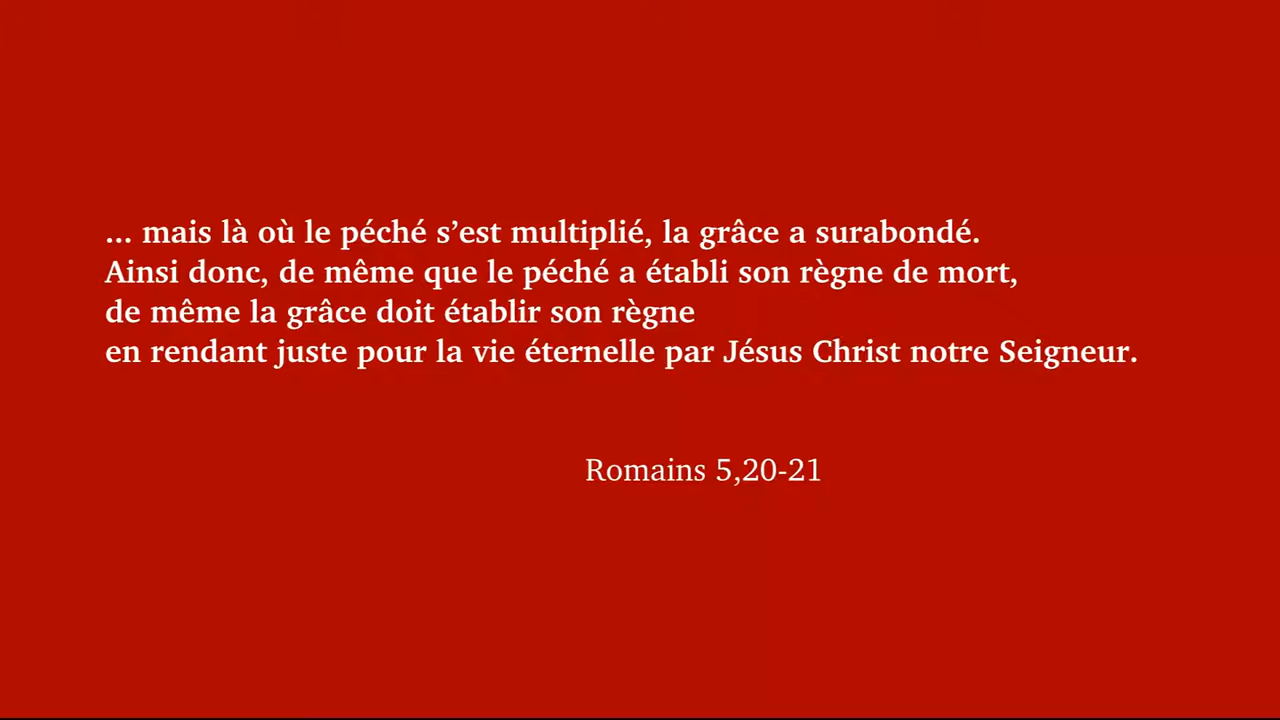 ... mais là où le péché s’est multiplié, la grâce a surabondé.
Ainsi donc, de même que le péché a établi son règne de mort,
de même la grâce doit établir son règne
en rendant juste pour la vie éternelle par Jésus Christ notre Seigneur.
Romains 5,20-21